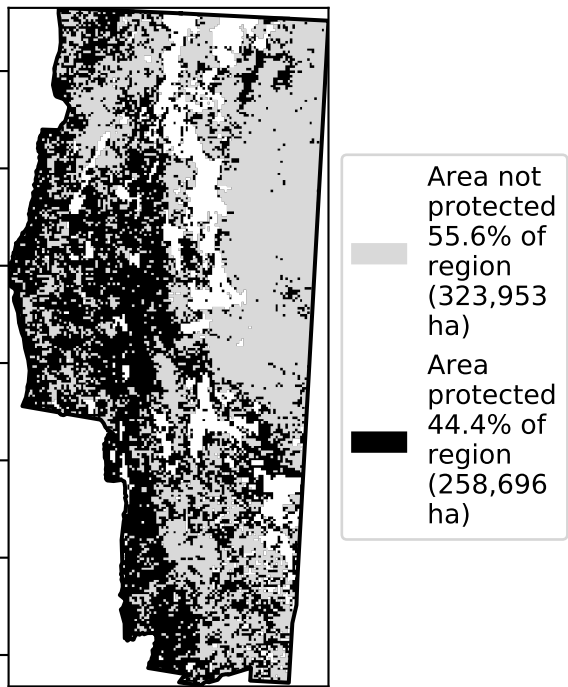 Area not
protected
55.6% of
region
(323,953
ha)
Area
protected
44.4% of
region
(258,696
ha)